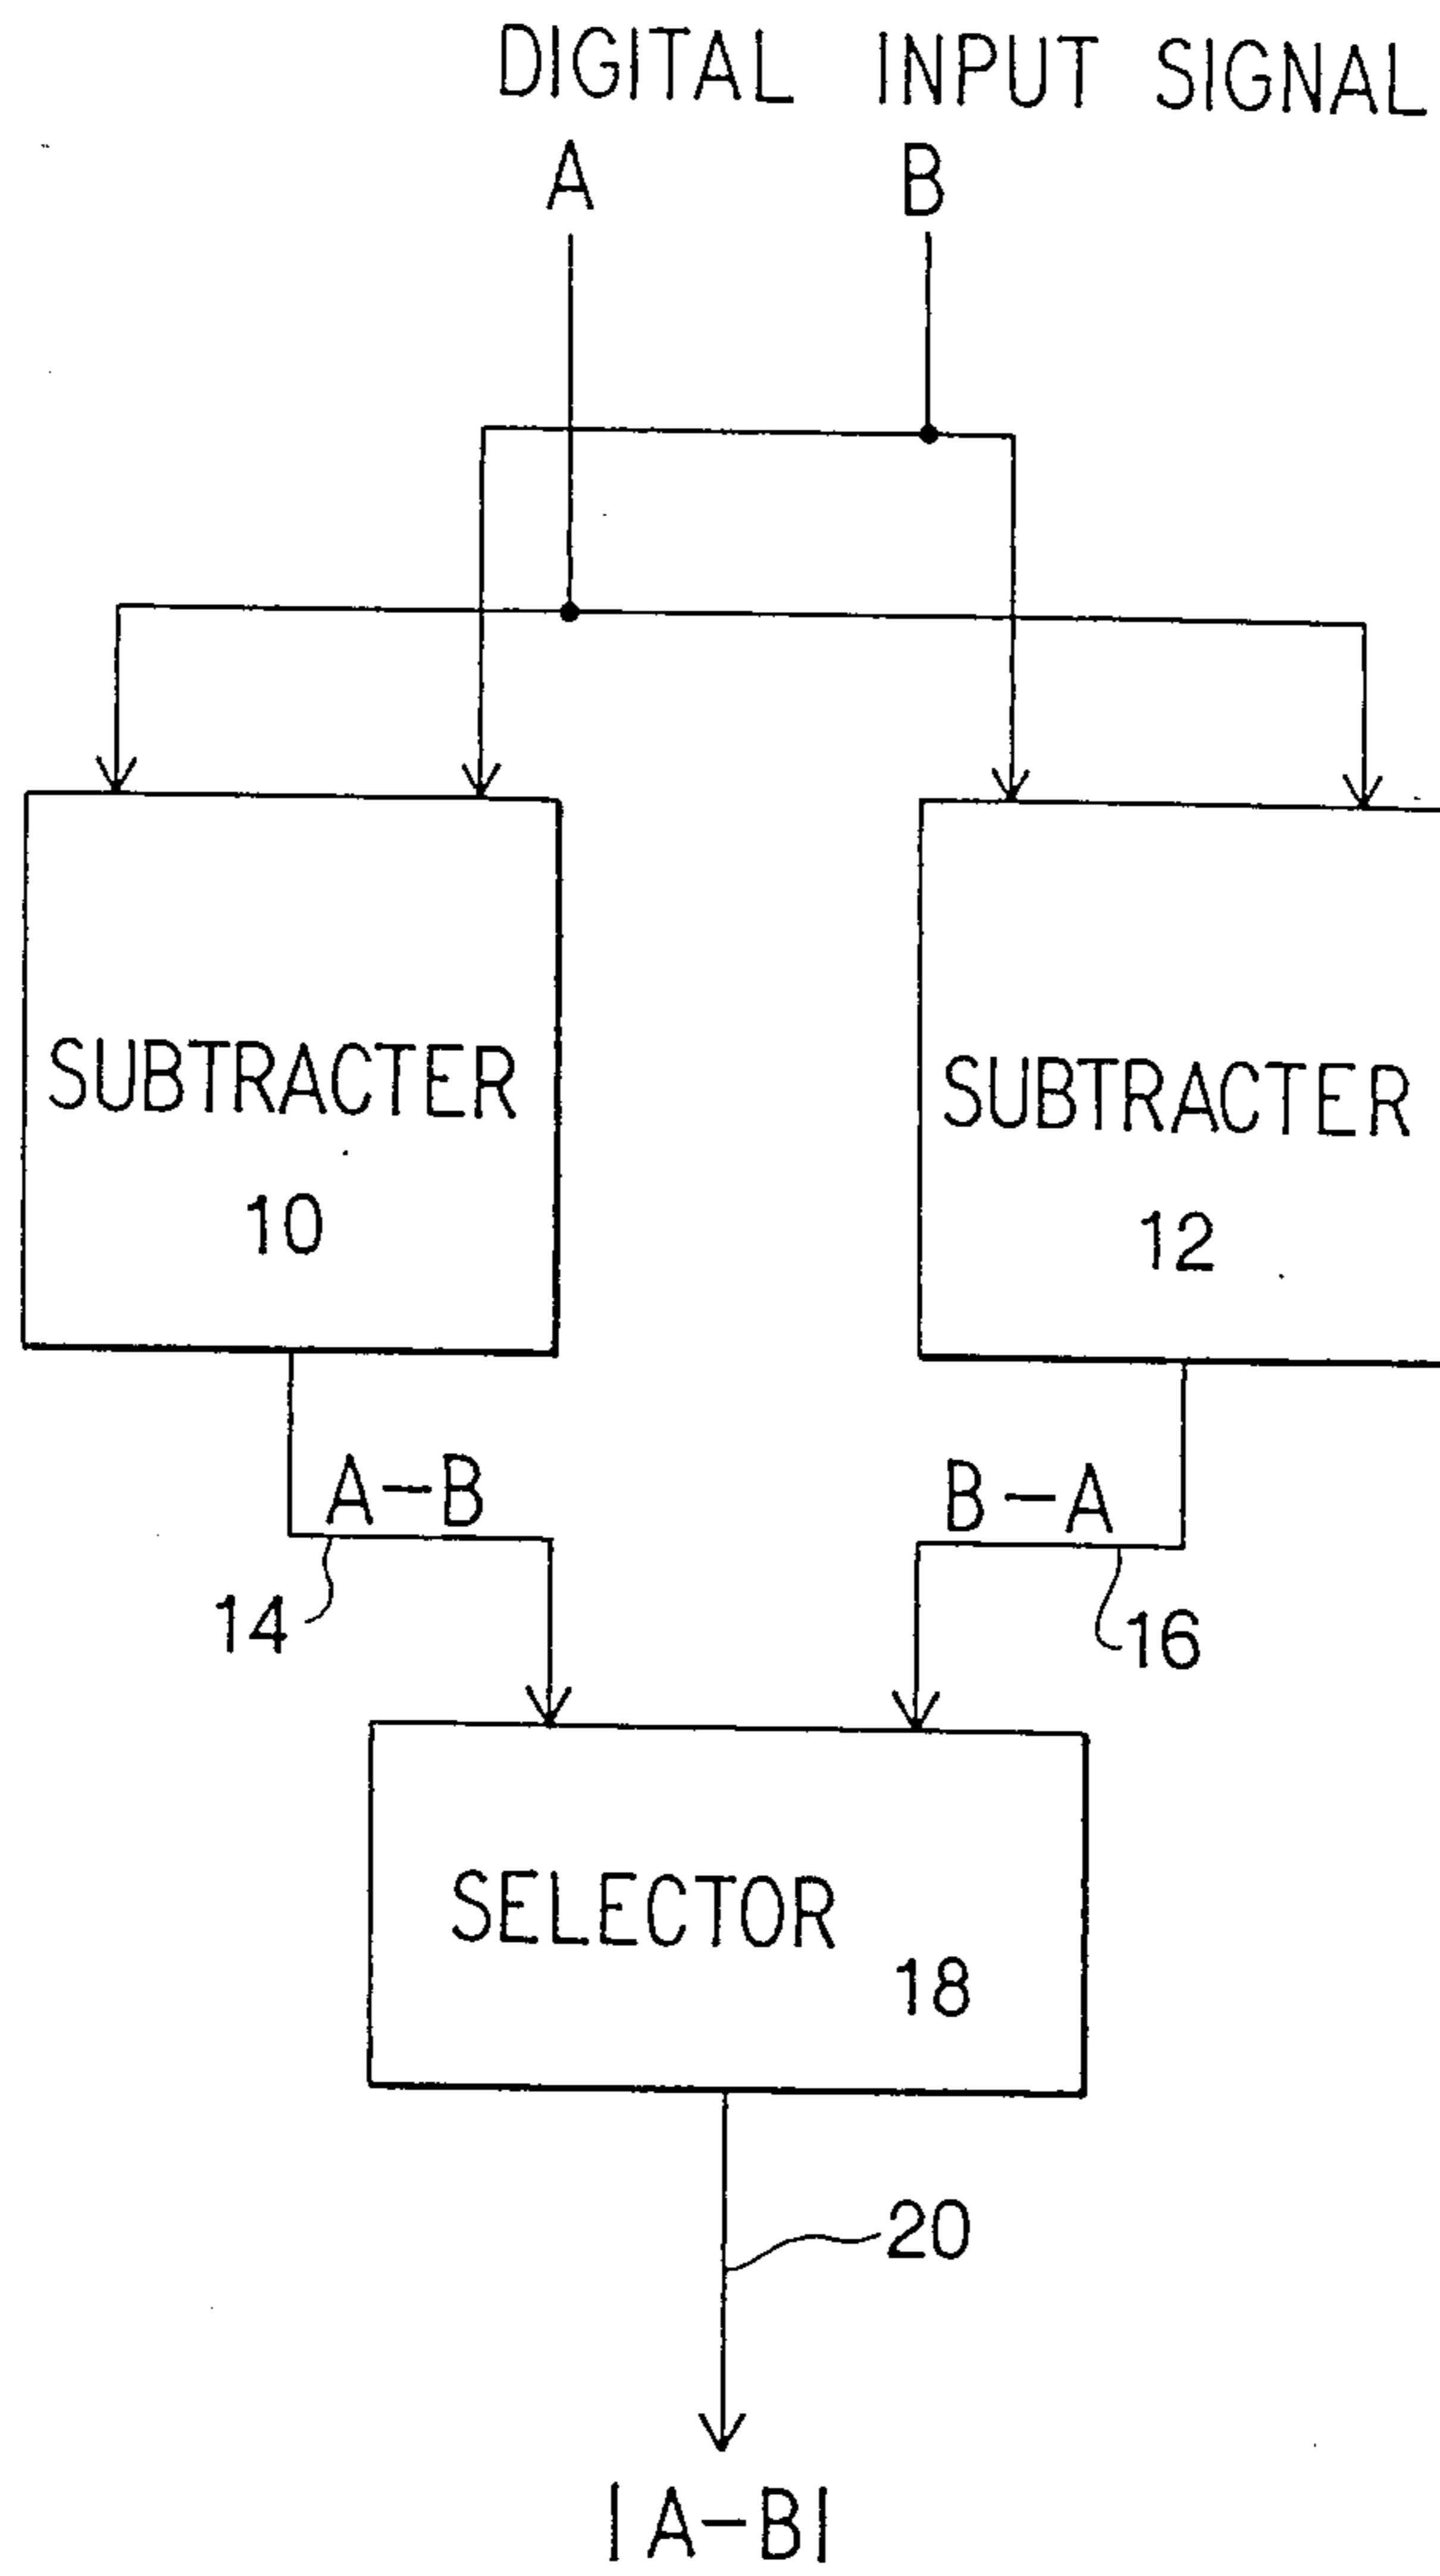 DIGITAL INPUT SIGNAL
A B
SUBTRACTER
10
SUBTRACTER
12
A-B
B-A
14
16
SELECTOR
18
20
|A-B|